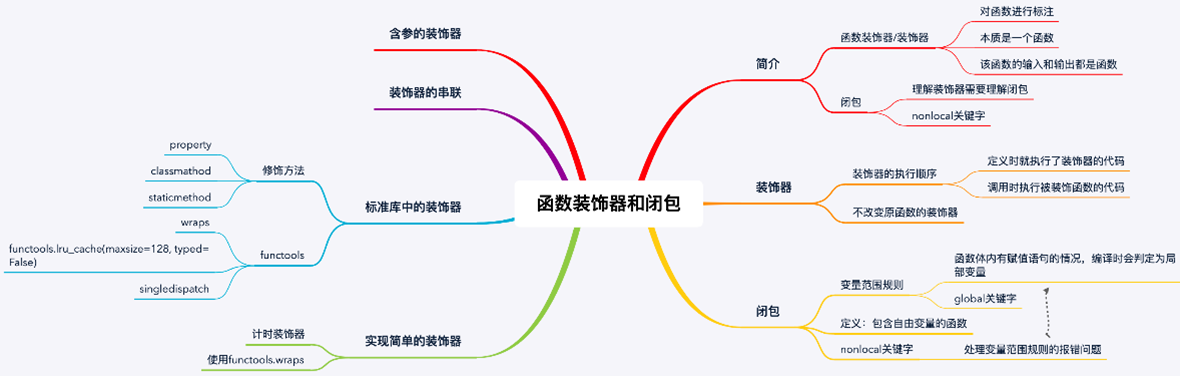 函数装饰器和闭包
简介
函数装饰器/装饰器
对函数进行标注
本质是一个函数
该函数的输入和输出都是函数
闭包
理解装饰器需要理解闭包
nonlocal关键字
装饰器
装饰器的执行顺序
定义时就执行了装饰器的代码
调用时执行被装饰函数的代码
不改变原函数的装饰器
闭包
变量范围规则
函数体内有赋值语句的情况，编译时会判定为局
部变量
global关键字
定义：包含自由变量的函数
nonlocal关键字
处理变量范围规则的报错问题
含参的装饰器
装饰器的串联
标准库中的装饰器
修饰方法
property
classmathod
staticmethod
functools
wraps
functools.lru_cache(maxsize=128, typed=
False)
singledispatch
实现简单的装饰器
计时装饰器
使用functools.wraps